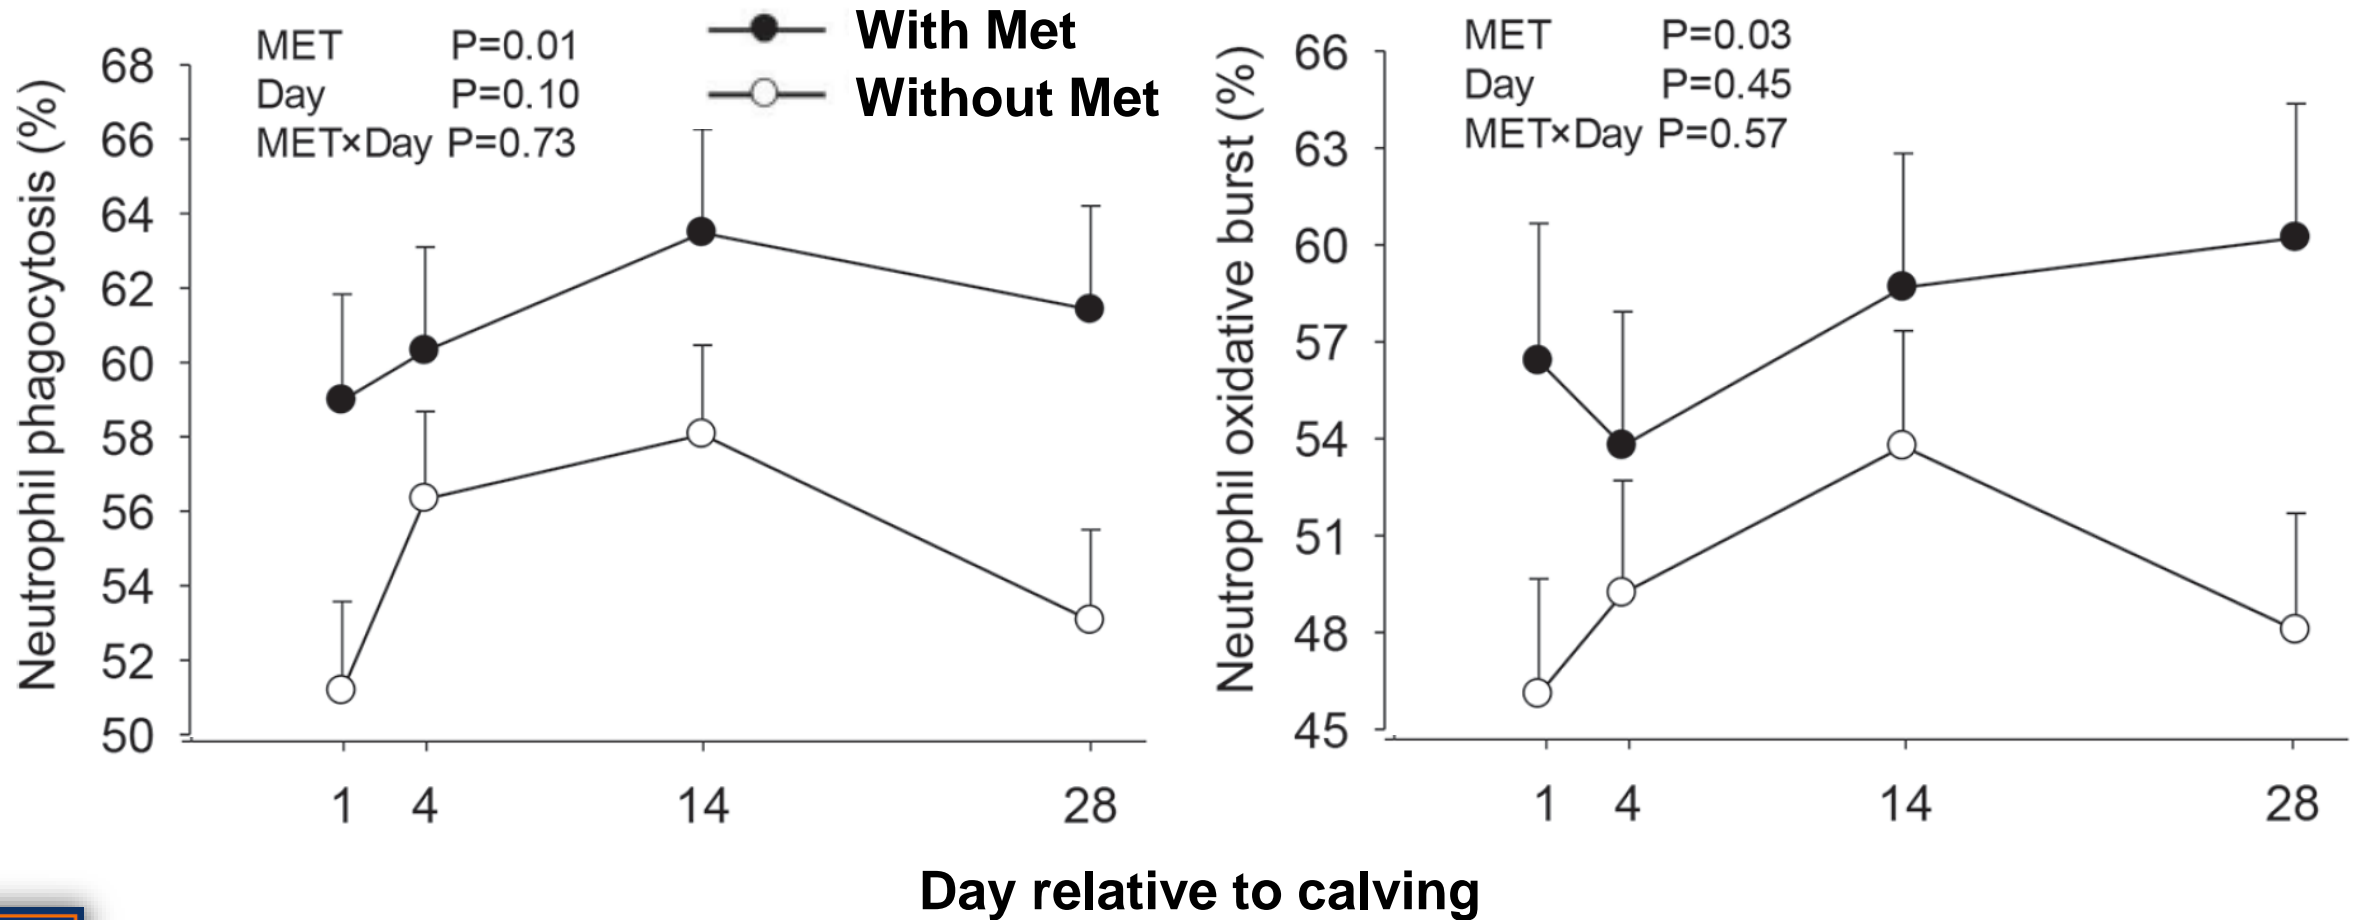 MET P=0.01
Day P=0.10
MET×Day P=0.73
With Met
Without Met
Neutrophil phagocytosis (%)
68
66
64
62
60
58
56
54
52
50
1 4 14 28
MET P=0.03
Day P=0.45
MET×Day P=0.57
Neutrophil oxidative burst (%)
66
63
60
57
54
51
48
45
1 4 14 28
Day relative to calving